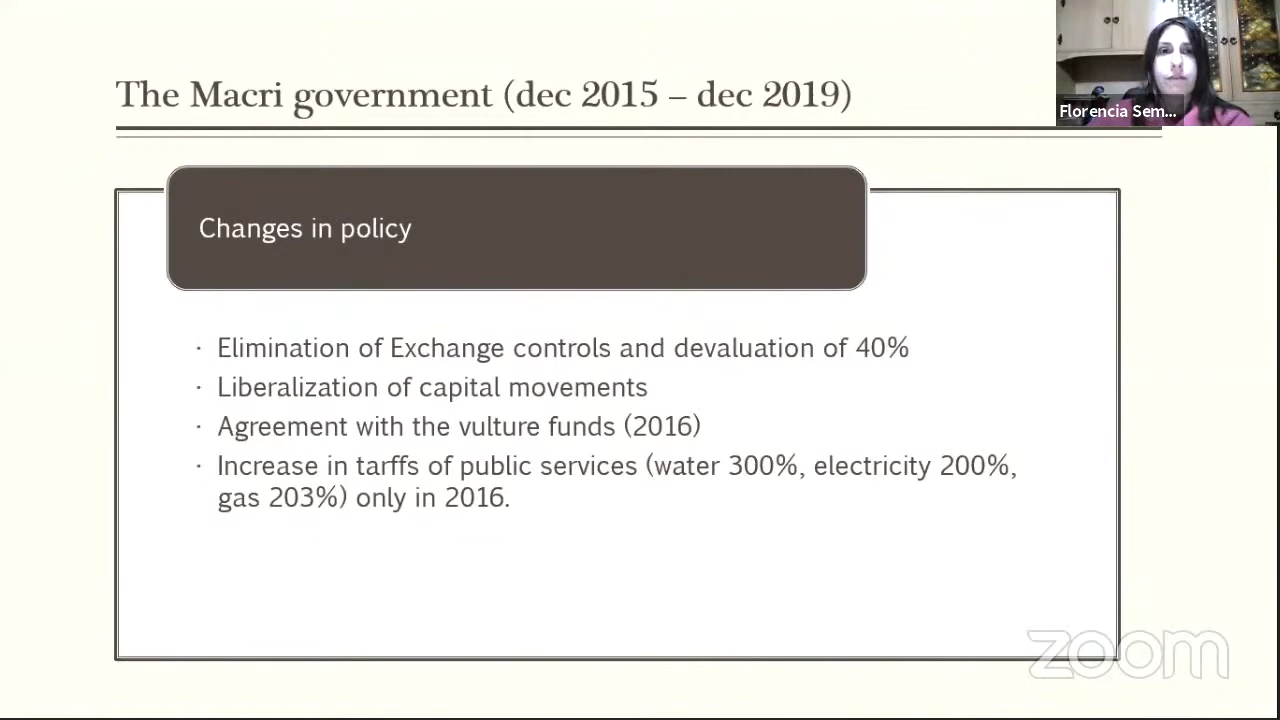 The Macri government (dec 2015 – dec 2019)
Florencia Sem...
Changes in policy
· Elimination of Exchange controls and devaluation of 40%
· Liberalization of capital movements
· Agreement with the vulture funds (2016)
· Increase in tarffs of public services (water 300%, electricity 200%,
gas 203%) only in 2016.
zoom